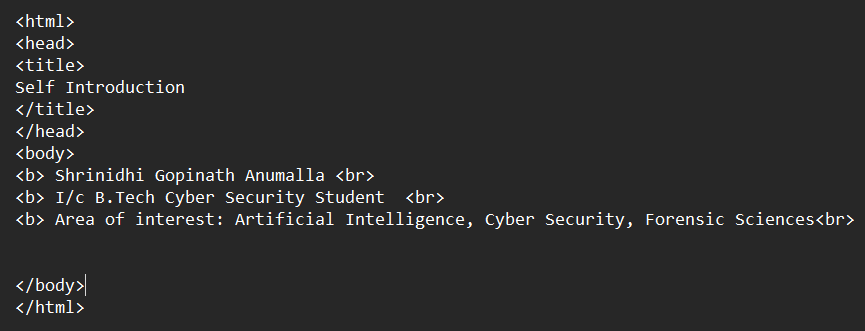 <html>
<head>
<title>
Self Introduction
</title>
</head>
<body>
<b> Shrinidhi Gopinath Anumalla <br>
<b> I/c B.Tech Cyber Security Student  <br>
<b> Area of interest: Artificial Intelligence, Cyber Security, Forensic Sciences<br>
</body>
</html>